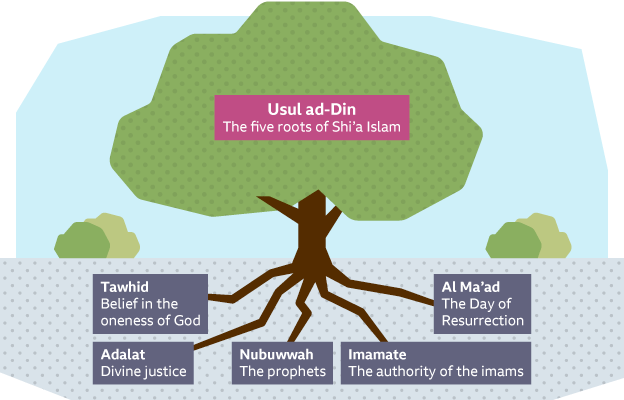 Usul ad-Din
The five roots of Shi’a Islam
Tawhid
Belief in the
oneness of God
Al Ma’ad
The Day of
Resurrection
Adalat
Divine justice
Nubuwwah
The prophets
Imamate
The authority of the imams